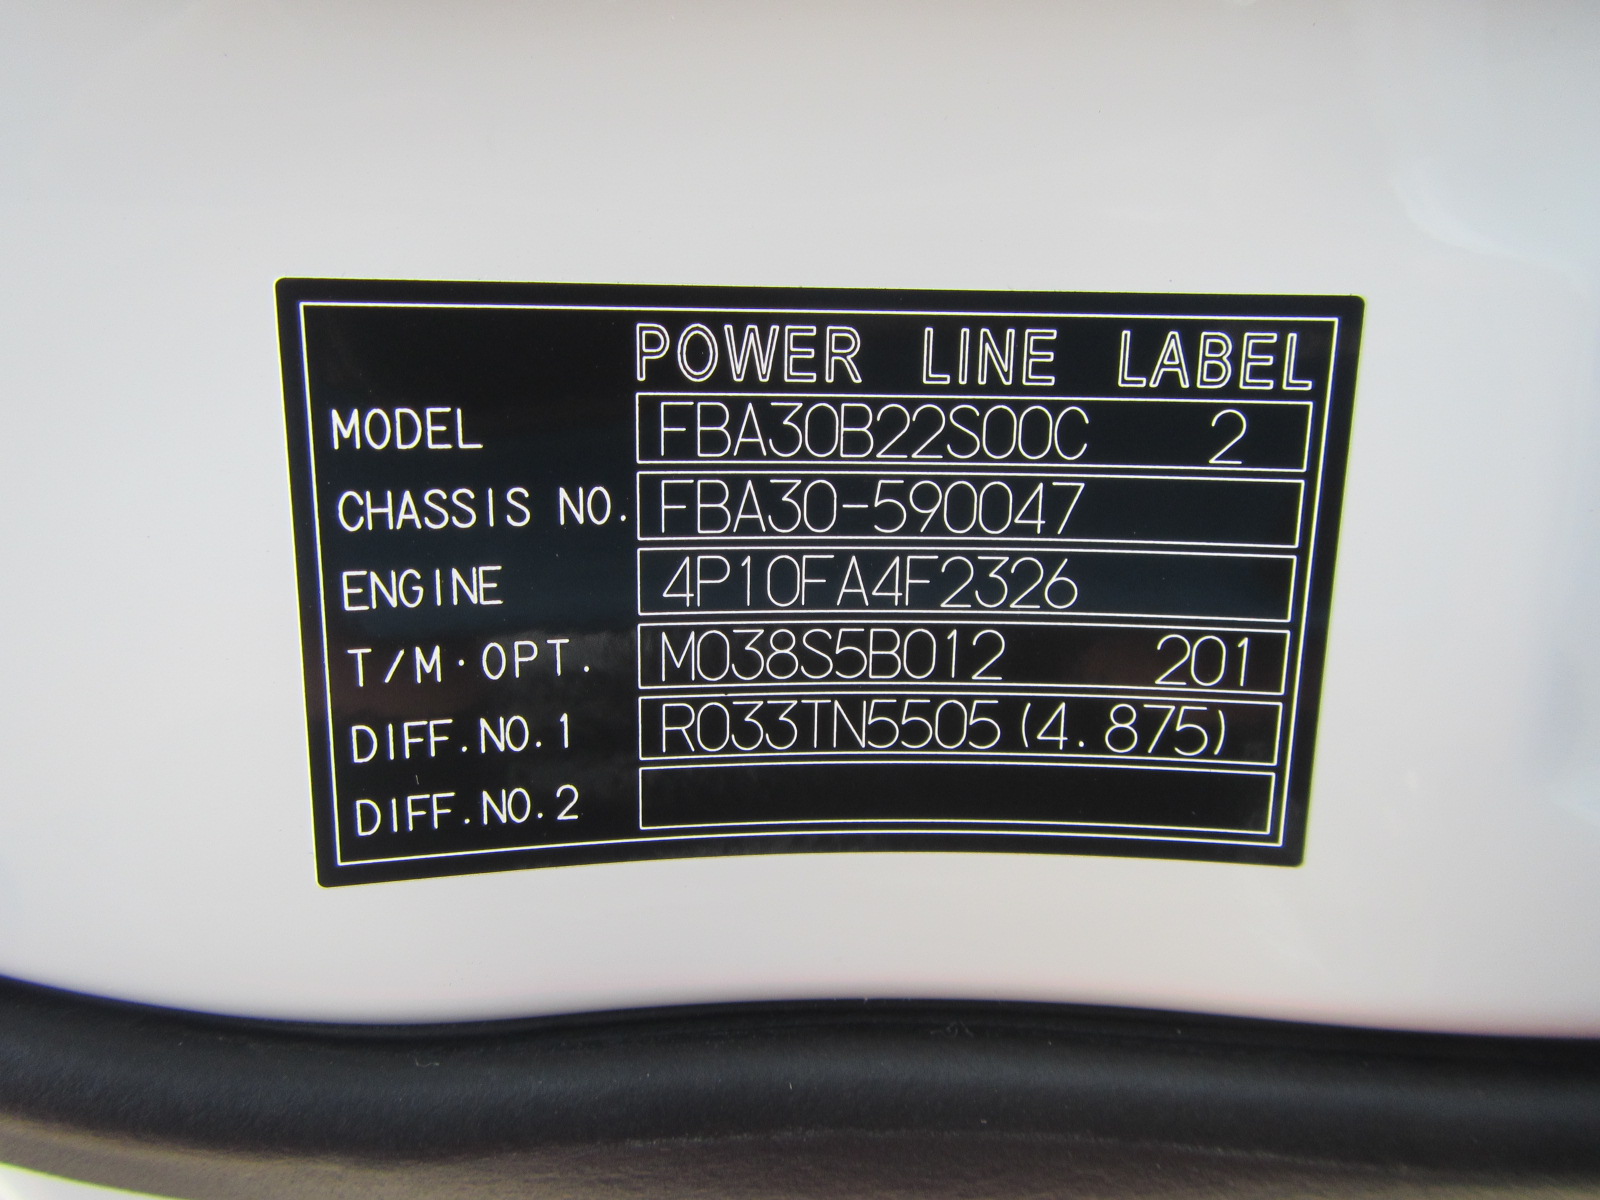 POWER LINE LABEL
MODEL FBA30B22S00C 2
CHASSIS NO. FBA30-590047
ENGINE 4P10FA4F2326
T/M·OPT. M038S5B012 201
DIFF.NO.1 R033TN5505(4.875)
DIFF.NO.2